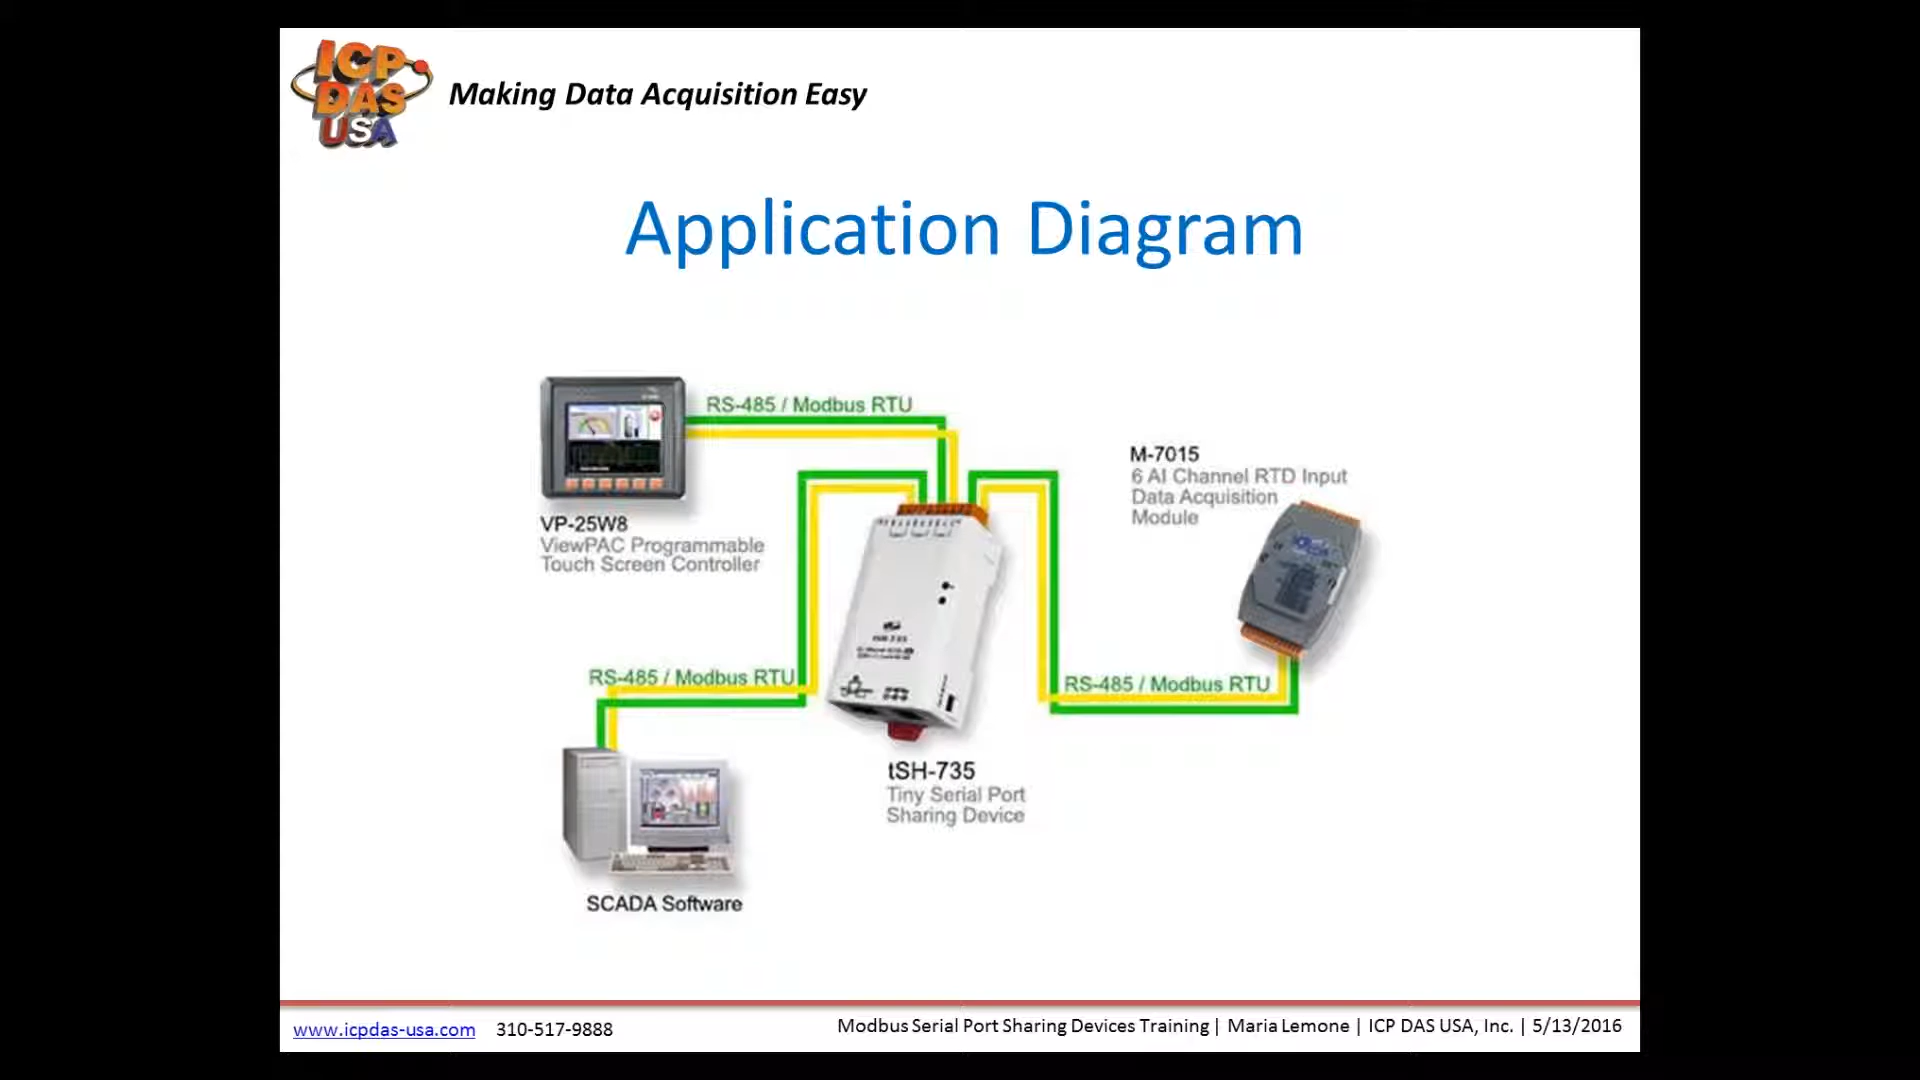 ICP
DAS
USA
Making Data Acquisition Easy
Application Diagram
RS-485 / Modbus RTU
VP-25W8
ViewPAC Programmable
Touch Screen Controller
M-7015
6 AI Channel RTD Input
Data Acquisition
Module
RS-485 / Modbus RTU
RS-485 / Modbus RTU
tSH-735
Tiny Serial Port
Sharing Device
SCADA Software
www.icpdas-usa.com 310-517-9888
Modbus Serial Port Sharing Devices Training | Maria Lemone | ICP DAS USA, Inc. | 5/13/2016